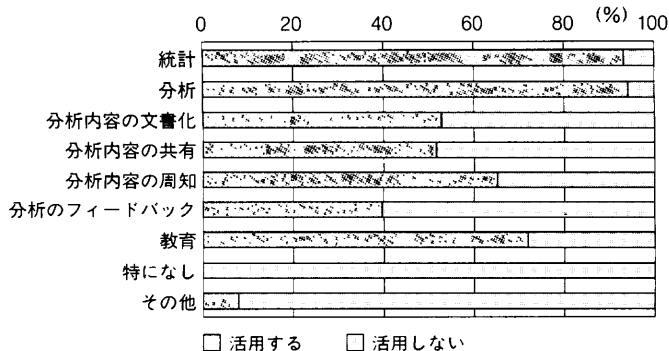 (%)
0 20 40 60 80 100
統計
分析
分析内容の文書化
分析内容の共有
分析内容の周知
分析のフィードバック
教育
特になし
その他
活用する 活用しない